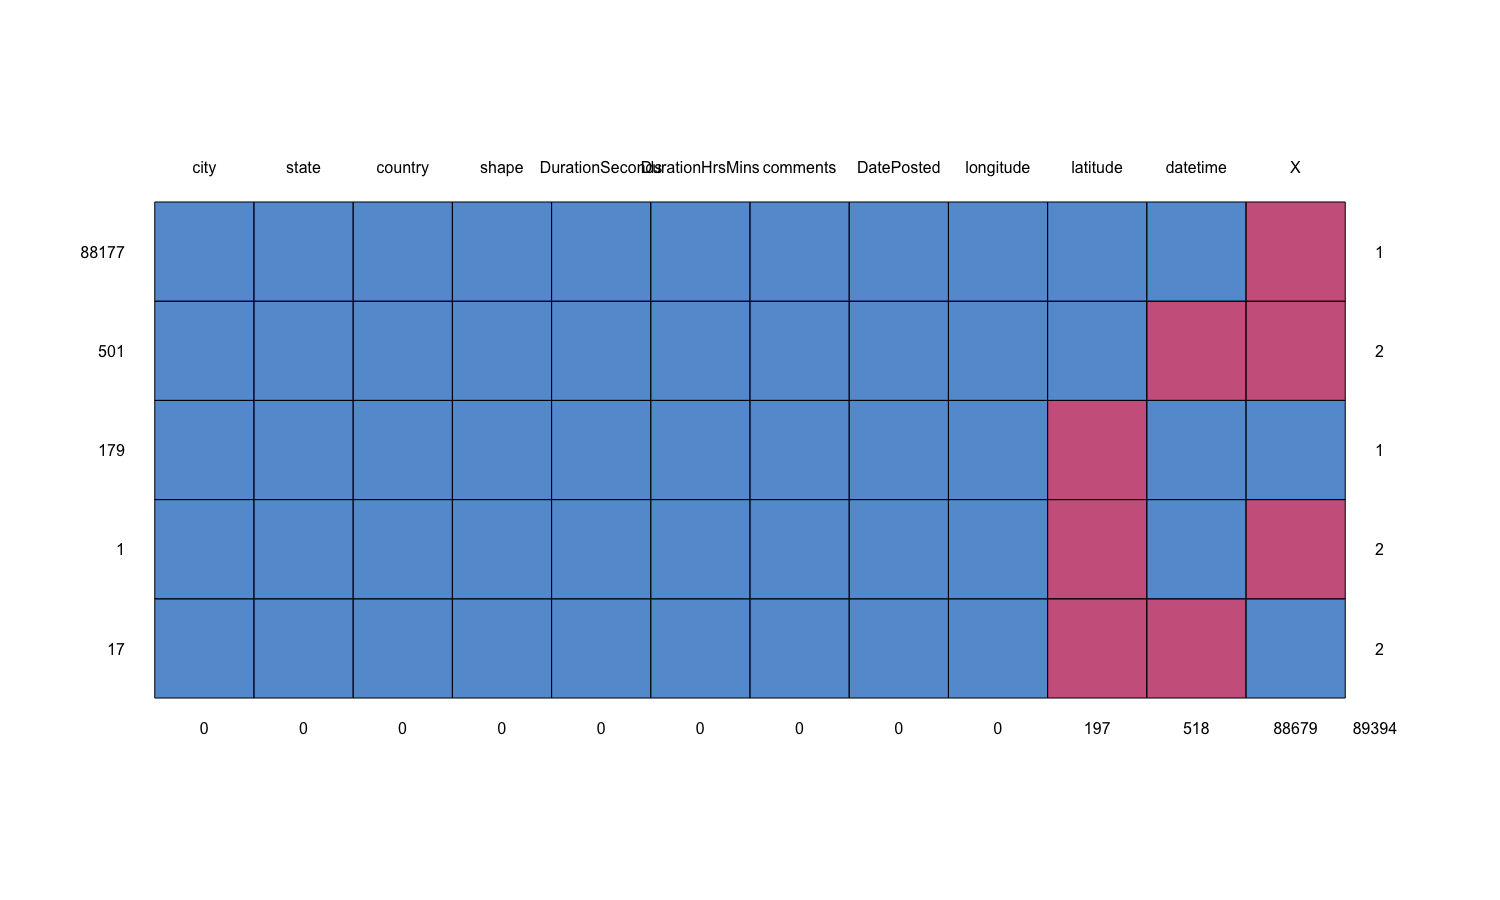 city state country shape DurationSeconds DurationHrsMins comments DatePosted longitude latitude datetime X
88177 1
501 2
179 1
1 2
17 2
0 0 0 0 0 0 0 0 0 197 518 88679 89394